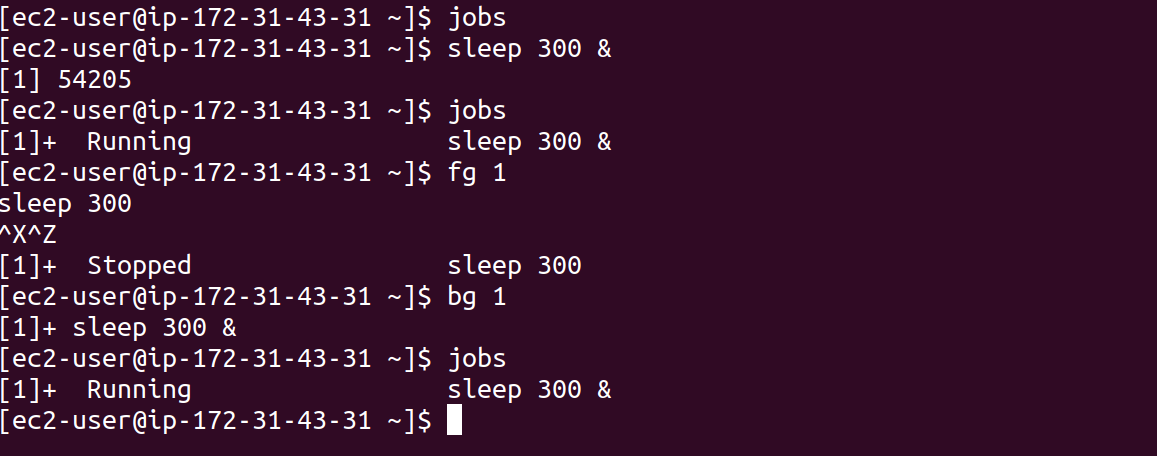 [ec2-user@ip-172-31-43-31 ~]$ jobs
[ec2-user@ip-172-31-43-31 ~]$ sleep 300 &
[1] 54205
[ec2-user@ip-172-31-43-31 ~]$ jobs
[1]+  Running                 sleep 300 &
[ec2-user@ip-172-31-43-31 ~]$ fg 1
sleep 300
^X^Z
[1]+  Stopped                 sleep 300
[ec2-user@ip-172-31-43-31 ~]$ bg 1
[1]+ sleep 300 &
[ec2-user@ip-172-31-43-31 ~]$ jobs
[1]+  Running                 sleep 300 &
[ec2-user@ip-172-31-43-31 ~]$